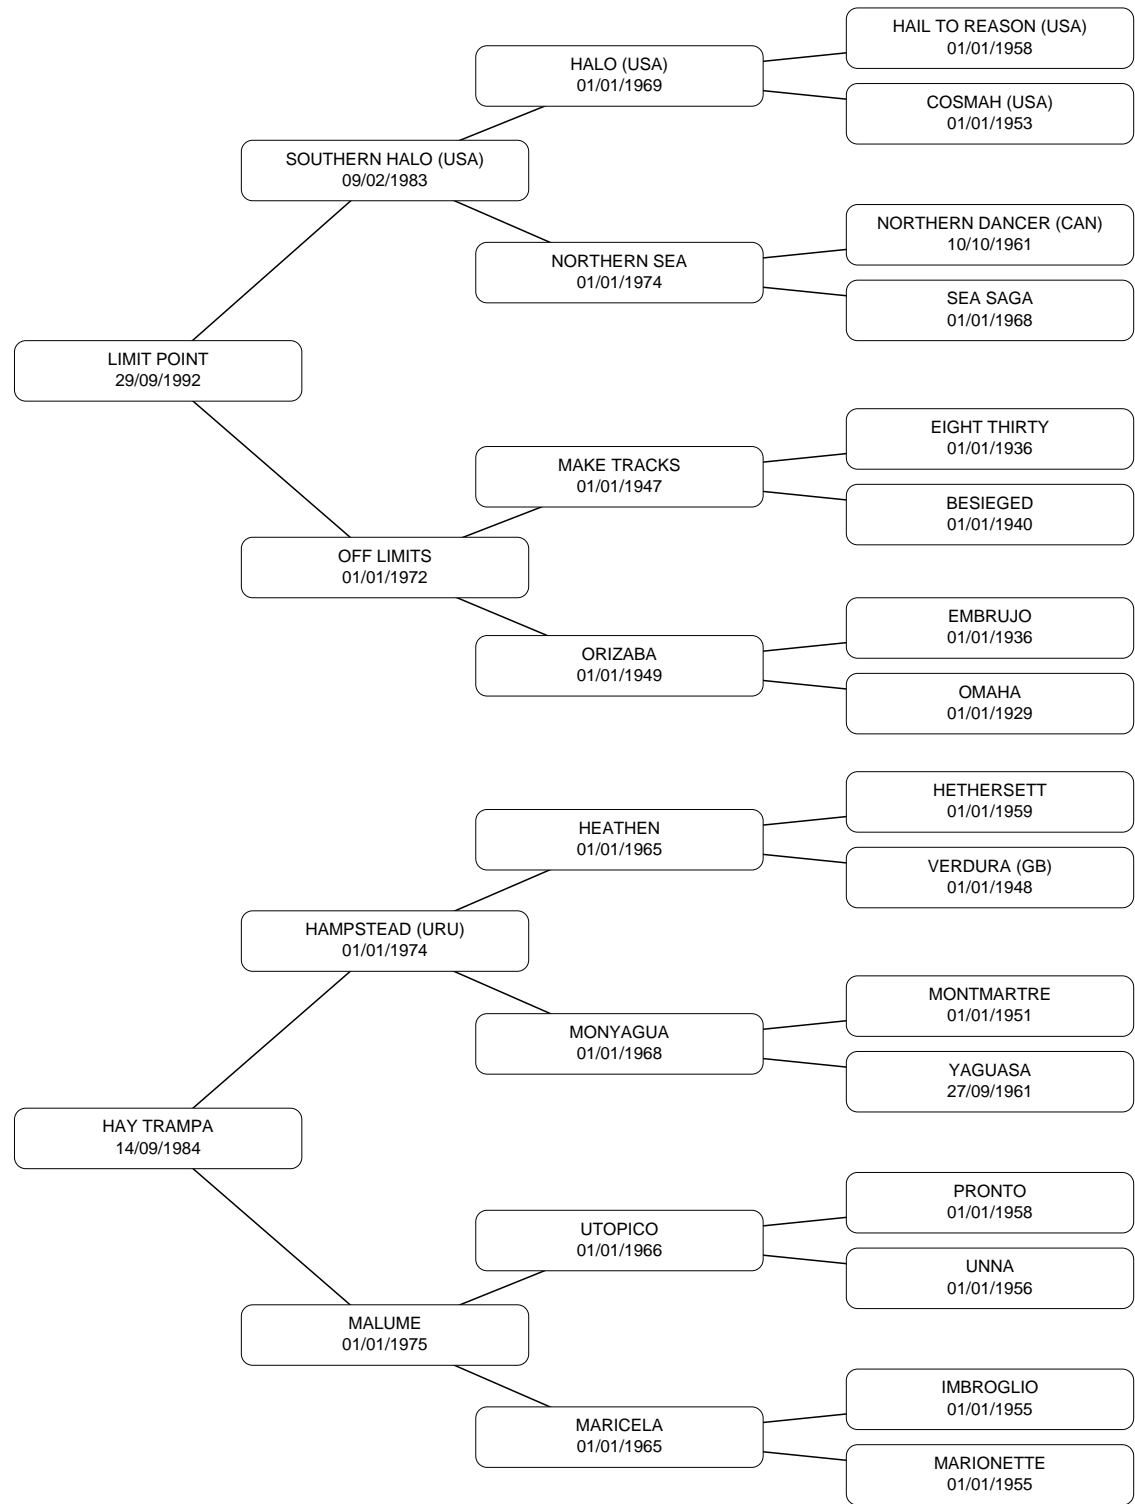 HAIL TO REASON (USA)
01/01/1958
HALO (USA)
01/01/1969
COSMAH (USA)
01/01/1953
SOUTHERN HALO (USA)
09/02/1983
NORTHERN DANCER (CAN)
10/10/1961
NORTHERN SEA
01/01/1974
SEA SAGA
01/01/1968
LIMIT POINT
29/09/1992
EIGHT THIRTY
01/01/1936
MAKE TRACKS
01/01/1947
BESIEGED
01/01/1940
OFF LIMITS
01/01/1972
EMBRUJO
01/01/1936
ORIZABA
01/01/1949
OMAHA
01/01/1929
HETHERSETT
01/01/1959
HEATHEN
01/01/1965
VERDURA (GB)
01/01/1948
HAMPSTEAD (URU)
01/01/1974
MONTMARTRE
01/01/1951
MONYAGUA
01/01/1968
YAGUASA
27/09/1961
HAY TRAMPA
14/09/1984
PRONTO
01/01/1958
UTOPICO
01/01/1966
UNNA
01/01/1956
MALUME
01/01/1975
IMBROGLIO
01/01/1955
MARICELA
01/01/1965
MARIONETTE
01/01/1955